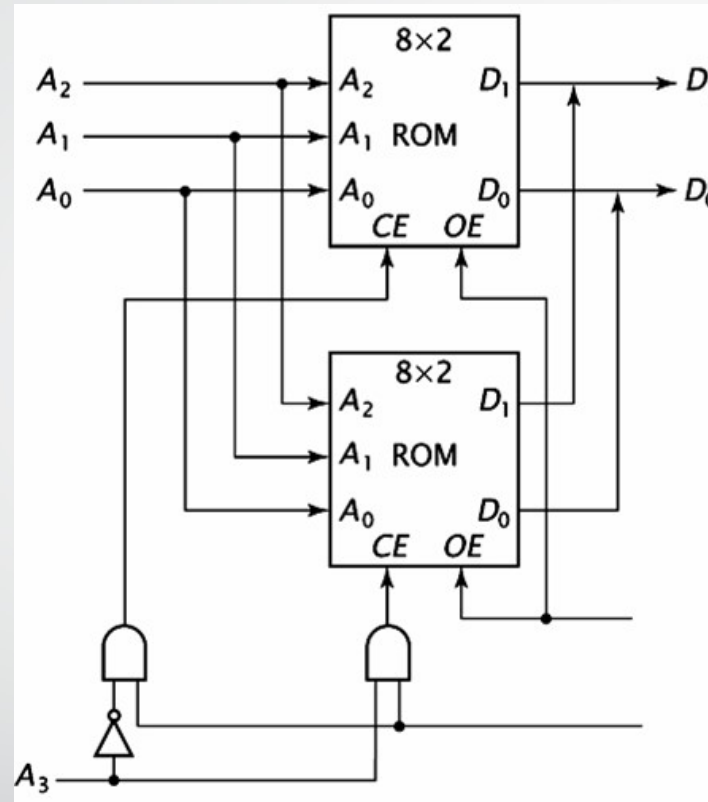 8×2
A₂ A₂ D₁ D
A₁ A₁ ROM
A₀ A₀ D₀ D₀
CE OE
8×2
A₂ D₁
A₁ ROM
A₀ D₀
CE OE
A₃